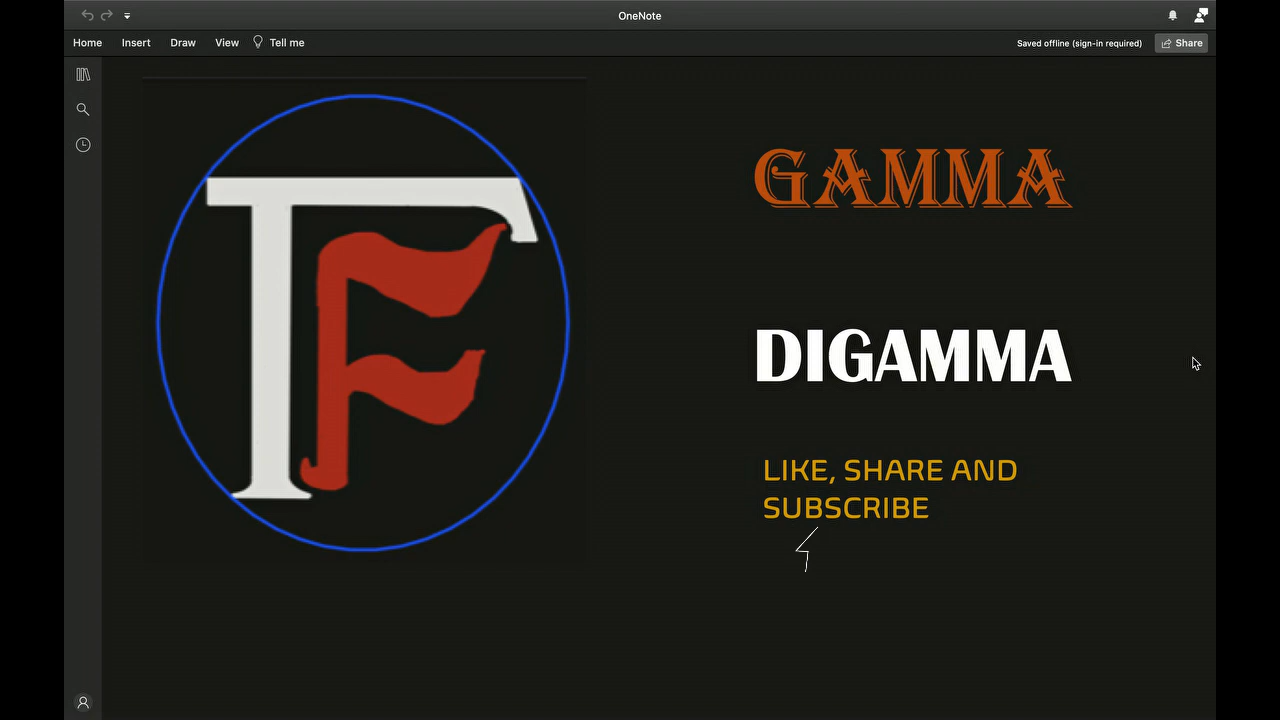 OneNote
Home Insert Draw View Tell me
Saved offline (sign-in required) Share
GAMMA
DIGAMMA
LIKE, SHARE AND
SUBSCRIBE